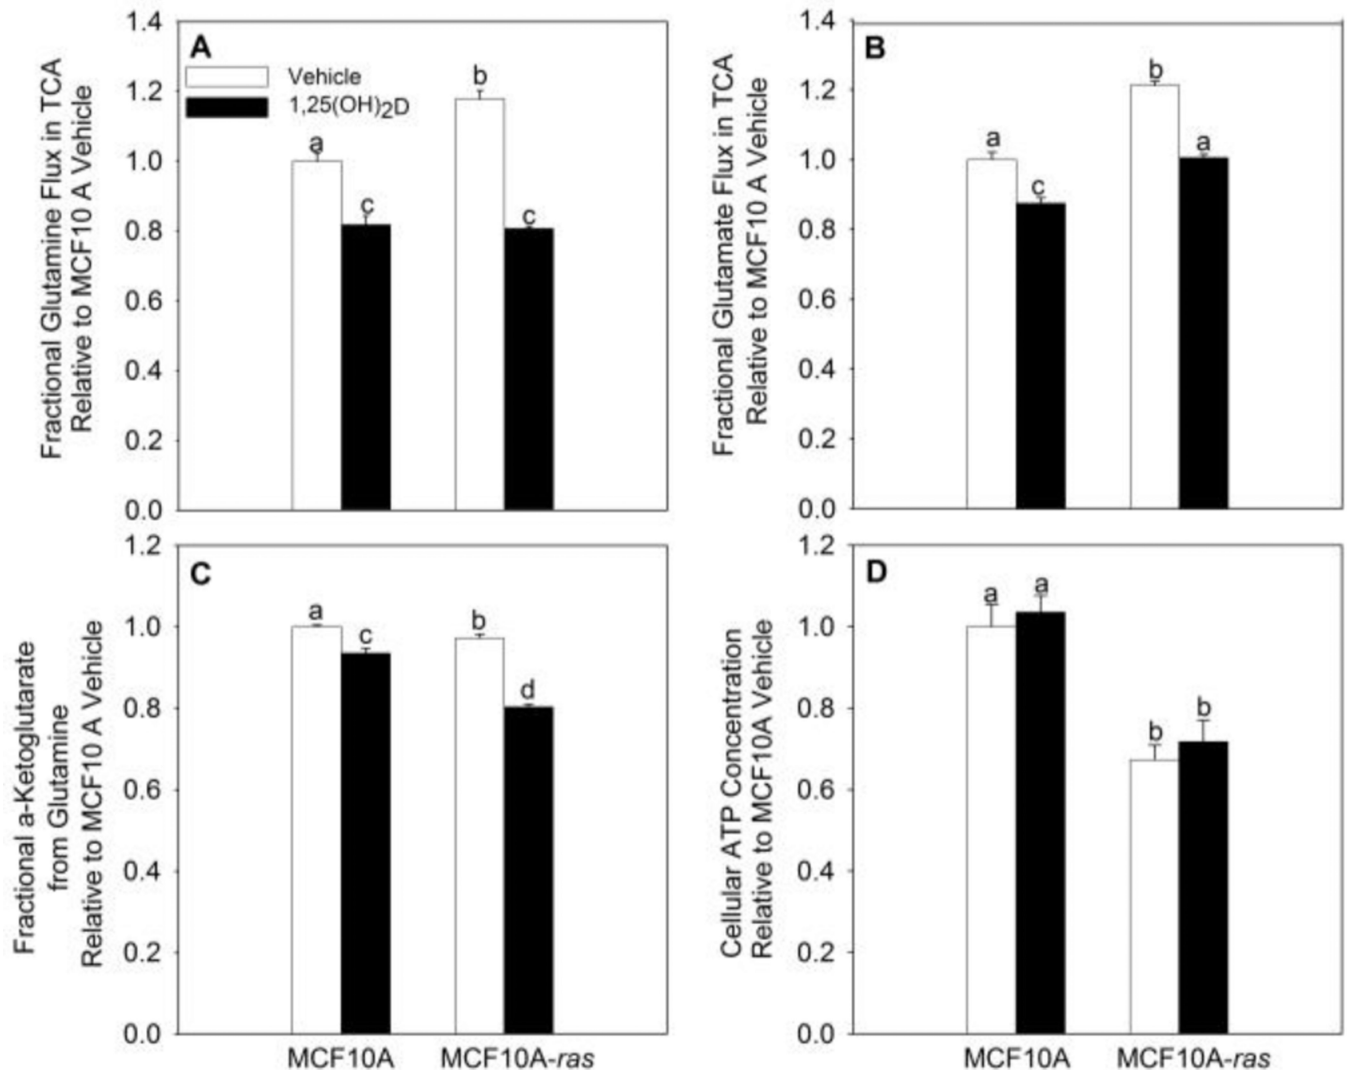 Fractional Glutamine Flux in TCA
Relative to MCF10 A Vehicle
1.4
1.2
1.0
0.8
0.6
0.4
0.2
0.0
A
Vehicle
1,25(OH)2D
a
c
b
c
Fractional Glutamate Flux in TCA
Relative to MCF10 A Vehicle
1.4
1.2
1.0
0.8
0.6
0.4
0.2
0.0
B
a
c
b
a
Fractional a-Ketoglutarate
from Glutamine
Relative to MCF10 A Vehicle
1.2
1.0
0.8
0.6
0.4
0.2
0.0
C
a
c
b
d
MCF10A
MCF10A-ras
Cellular ATP Concentration
Relative to MCF10A Vehicle
1.2
1.0
0.8
0.6
0.4
0.2
0.0
D
a
a
b
b
MCF10A
MCF10A-ras